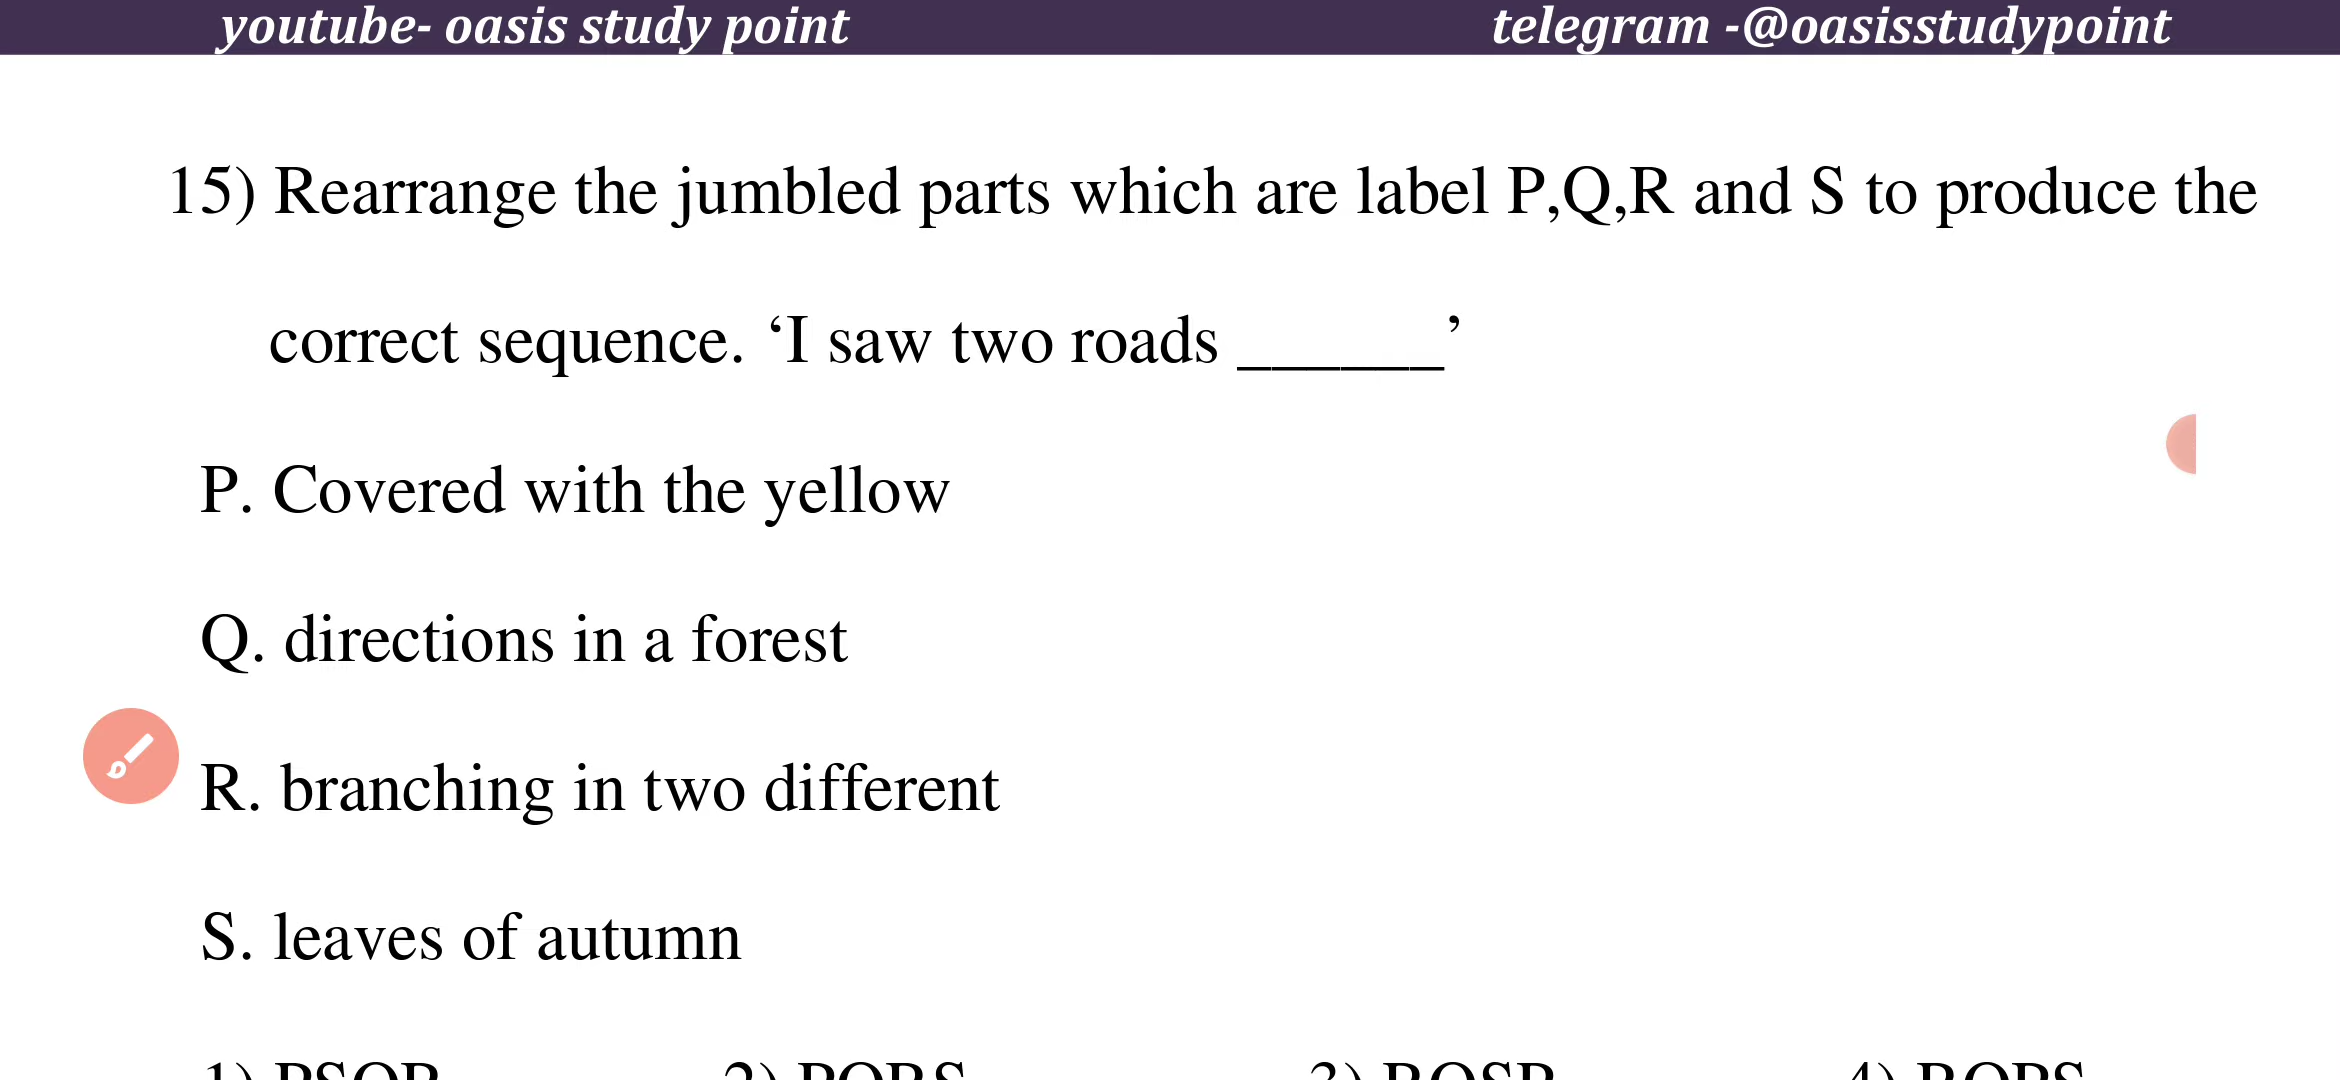 youtube- oasis study point telegram -@oasisstudypoint
15) Rearrange the jumbled parts which are label P,Q,R and S to produce the
correct sequence. ‘I saw two roads ______’
P. Covered with the yellow
Q. directions in a forest
R. branching in two different
S. leaves of autumn